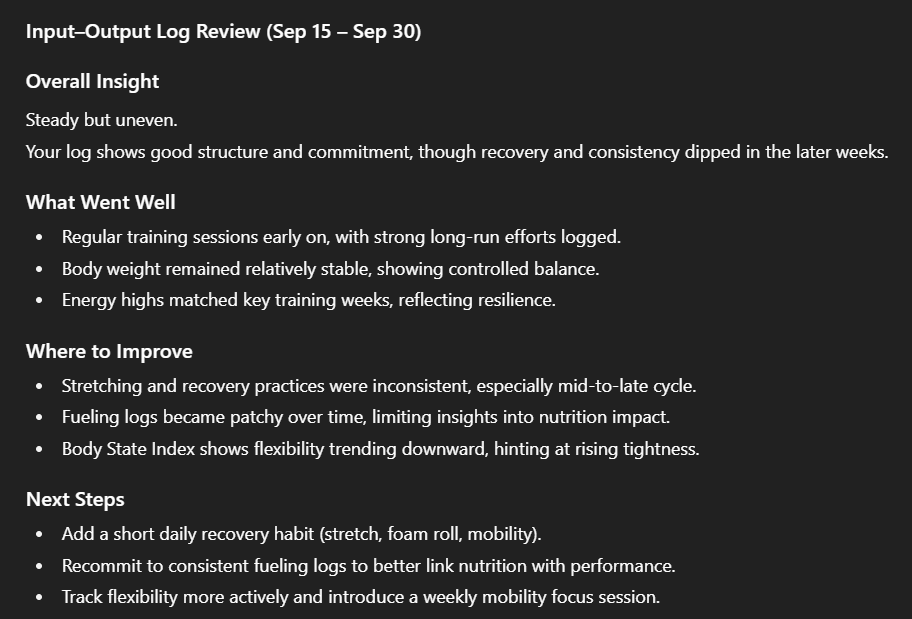 Input–Output Log Review (Sep 15 – Sep 30)
Overall Insight
Steady but uneven.
Your log shows good structure and commitment, though recovery and consistency dipped in the later weeks.
What Went Well
• Regular training sessions early on, with strong long-run efforts logged.
• Body weight remained relatively stable, showing controlled balance.
• Energy highs matched key training weeks, reflecting resilience.
Where to Improve
• Stretching and recovery practices were inconsistent, especially mid-to-late cycle.
• Fueling logs became patchy over time, limiting insights into nutrition impact.
• Body State Index shows flexibility trending downward, hinting at rising tightness.
Next Steps
• Add a short daily recovery habit (stretch, foam roll, mobility).
• Recommit to consistent fueling logs to better link nutrition with performance.
• Track flexibility more actively and introduce a weekly mobility focus session.